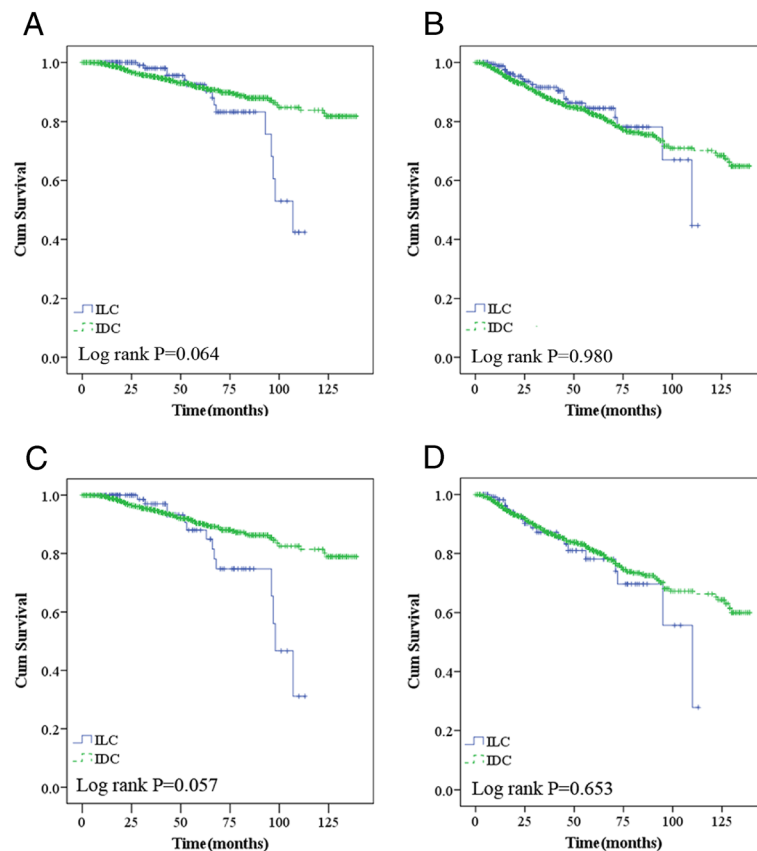 A
Cum Survival
1.0
0.8
0.6
0.4
0.2
0.0
ILC
IDC
Log rank P=0.064
0 25 50 75 100 125
Time(months)
B
Cum Survival
1.0
0.8
0.6
0.4
0.2
0.0
ILC
IDC
Log rank P=0.980
0 25 50 75 100 125
Time(months)
C
Cum Survival
1.0
0.8
0.6
0.4
0.2
0.0
ILC
IDC
Log rank P=0.057
0 25 50 75 100 125
Time(months)
D
Cum Survival
1.0
0.8
0.6
0.4
0.2
0.0
ILC
IDC
Log rank P=0.653
0 25 50 75 100 125
Time(months)